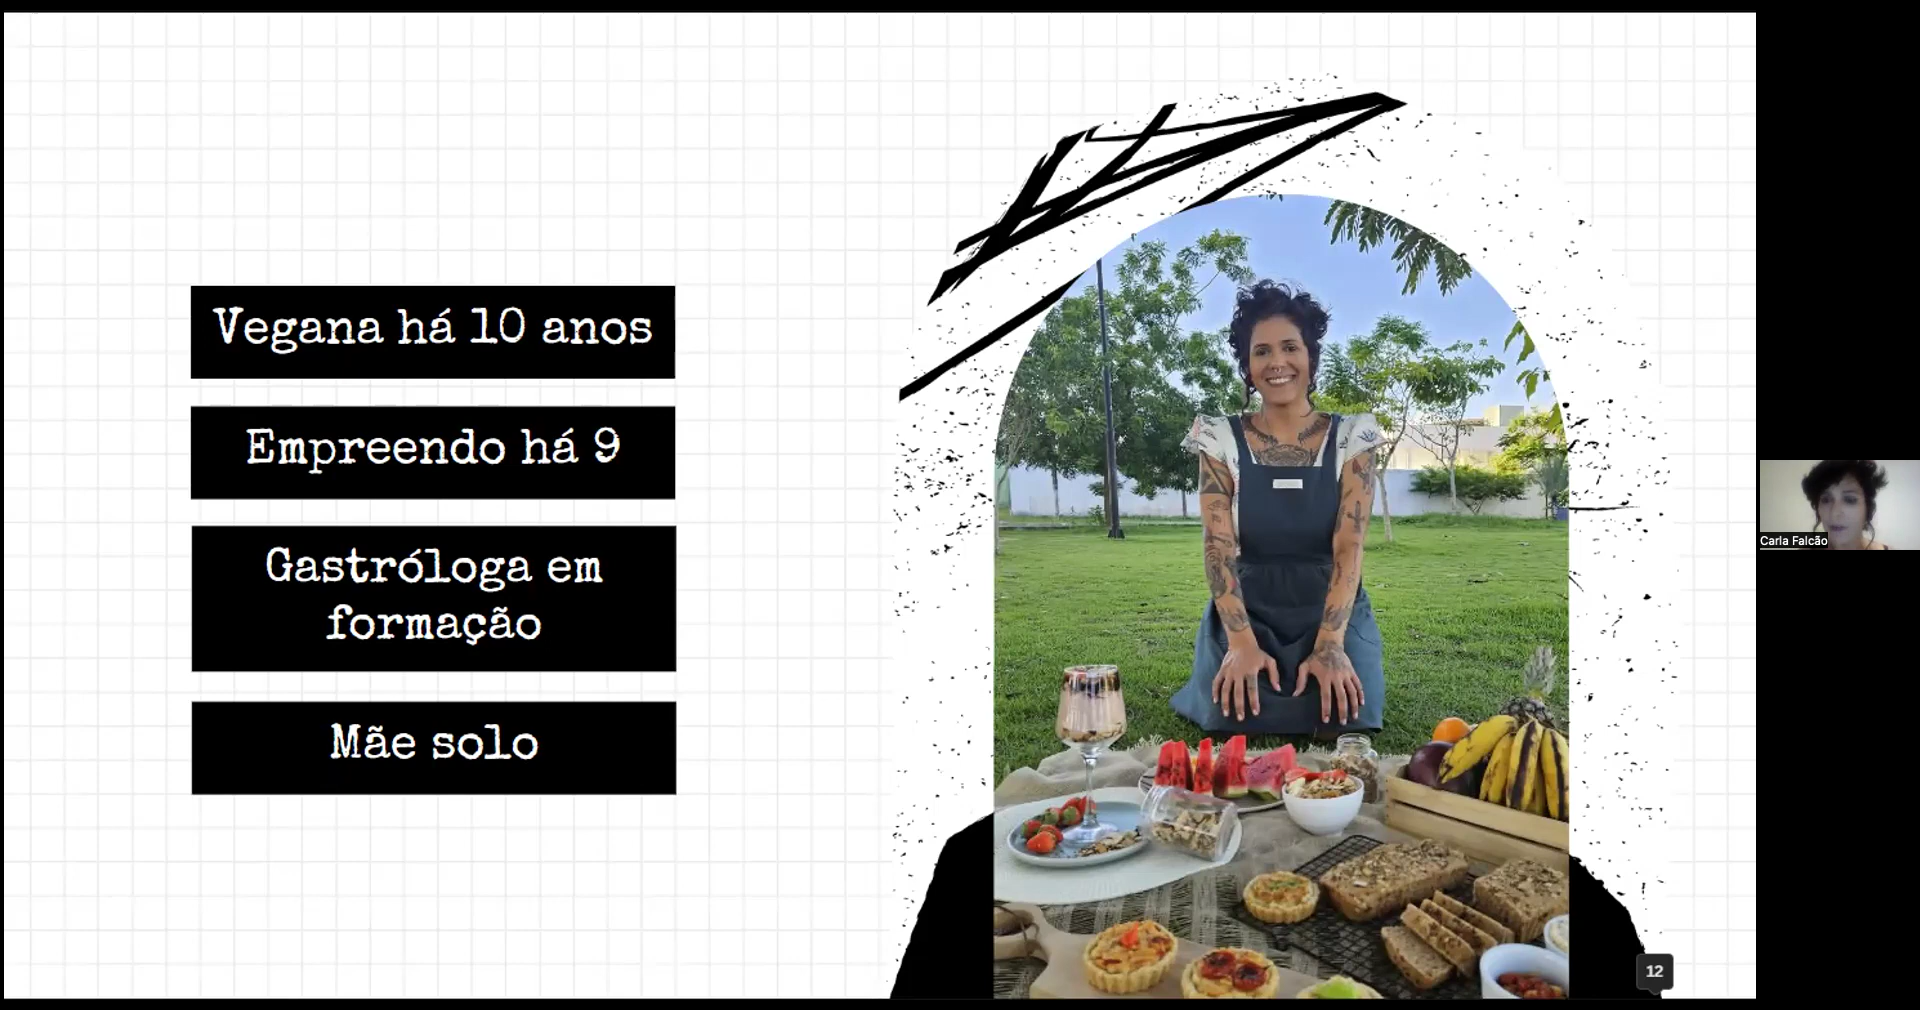 Vegana há 10 anos
Empreendo há 9
Gastróloga em
formação
Mãe solo
Carla Falcão
12